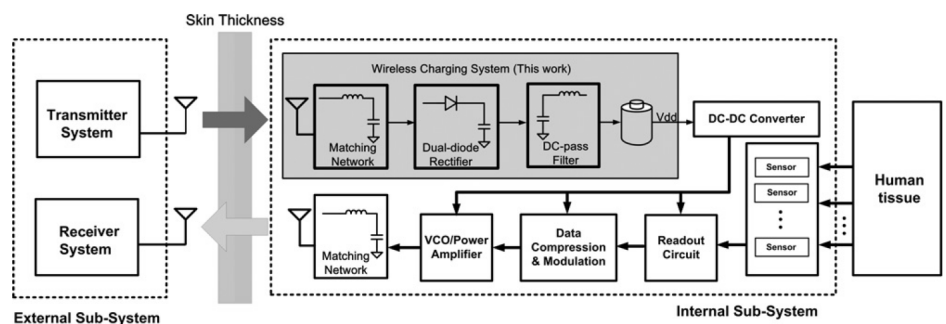 Skin Thickness
Wireless Charging System (This work)
Transmitter
System
Matching
Network
Dual-diode
Rectifier
DC-pass
Filter
Vdd
DC-DC Converter
Sensor
Sensor
Sensor
Human
tissue
Receiver
System
Matching
Network
VCO/Power
Amplifier
Data
Compression
& Modulation
Readout
Circuit
External Sub-System
Internal Sub-System